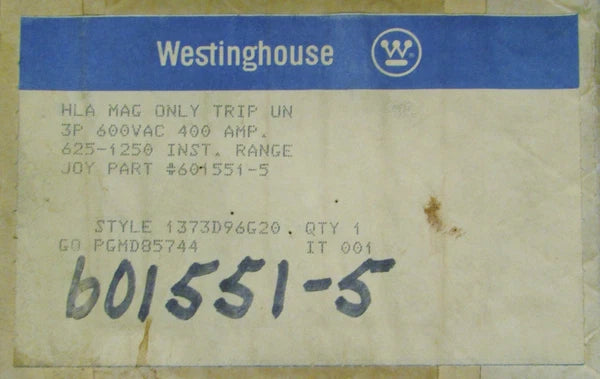 Westinghouse
HLA MAG ONLY TRIP UN
3P 600VAC 400 AMP.
625-1250 INST. RANGE
JOY PART #601551-5
STYLE 1373D96G20 QTY 1
GO PGMD85744 IT 001
601551-5